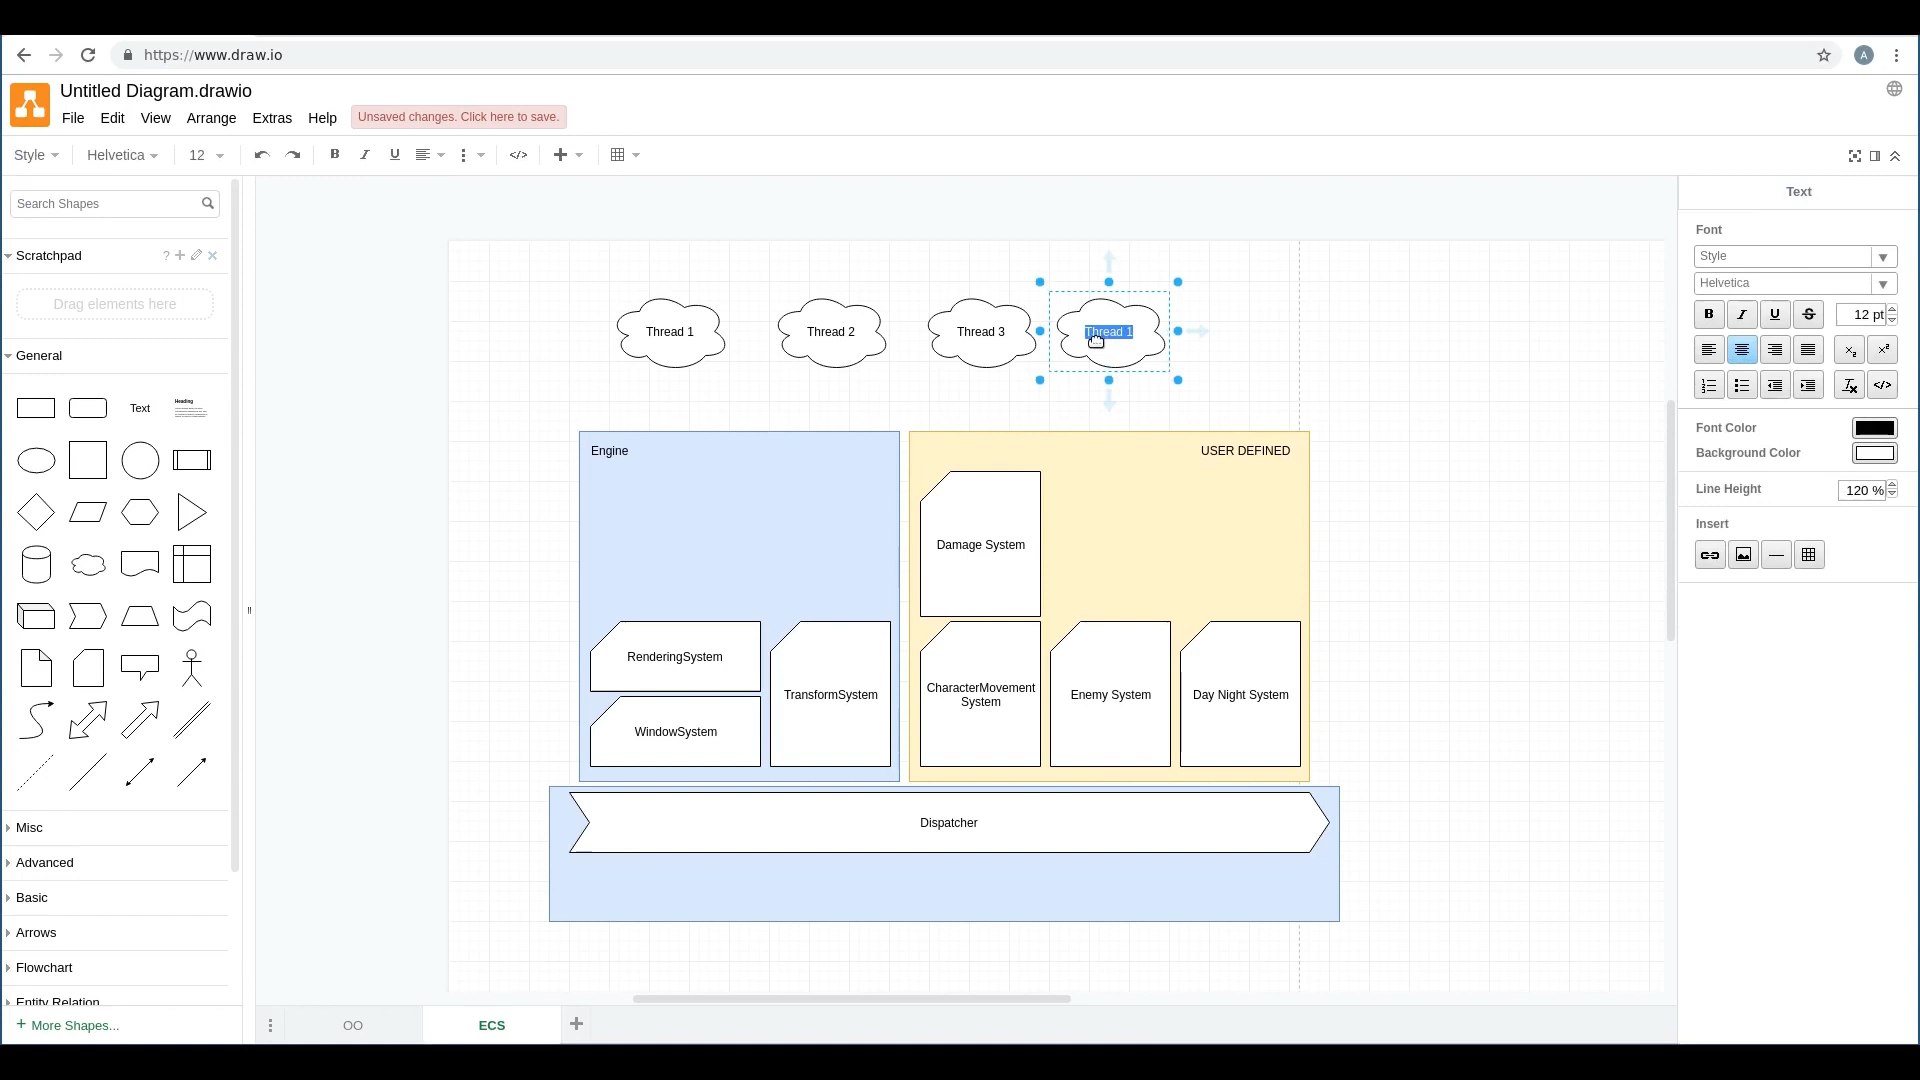 https://www.draw.io
A
Untitled Diagram.drawio
File Edit View Arrange Extras Help Unsaved changes. Click here to save.
Style Helvetica 12 B I U </>
Search Shapes
Scratchpad ?
Drag elements here
General
Text
Heading
Misc
Advanced
Basic
Arrows
Flowchart
Entity Relation
+ More Shapes...
Thread 1
Thread 2
Thread 3
Thread 1
Engine
USER DEFINED
Damage System
RenderingSystem
TransformSystem
WindowSystem
CharacterMovement
System
Enemy System
Day Night System
Dispatcher
OO
ECS
Text
Font
Style
Helvetica
B I U S 12 pt
</>
Font Color
Background Color
Line Height 120 %
Insert